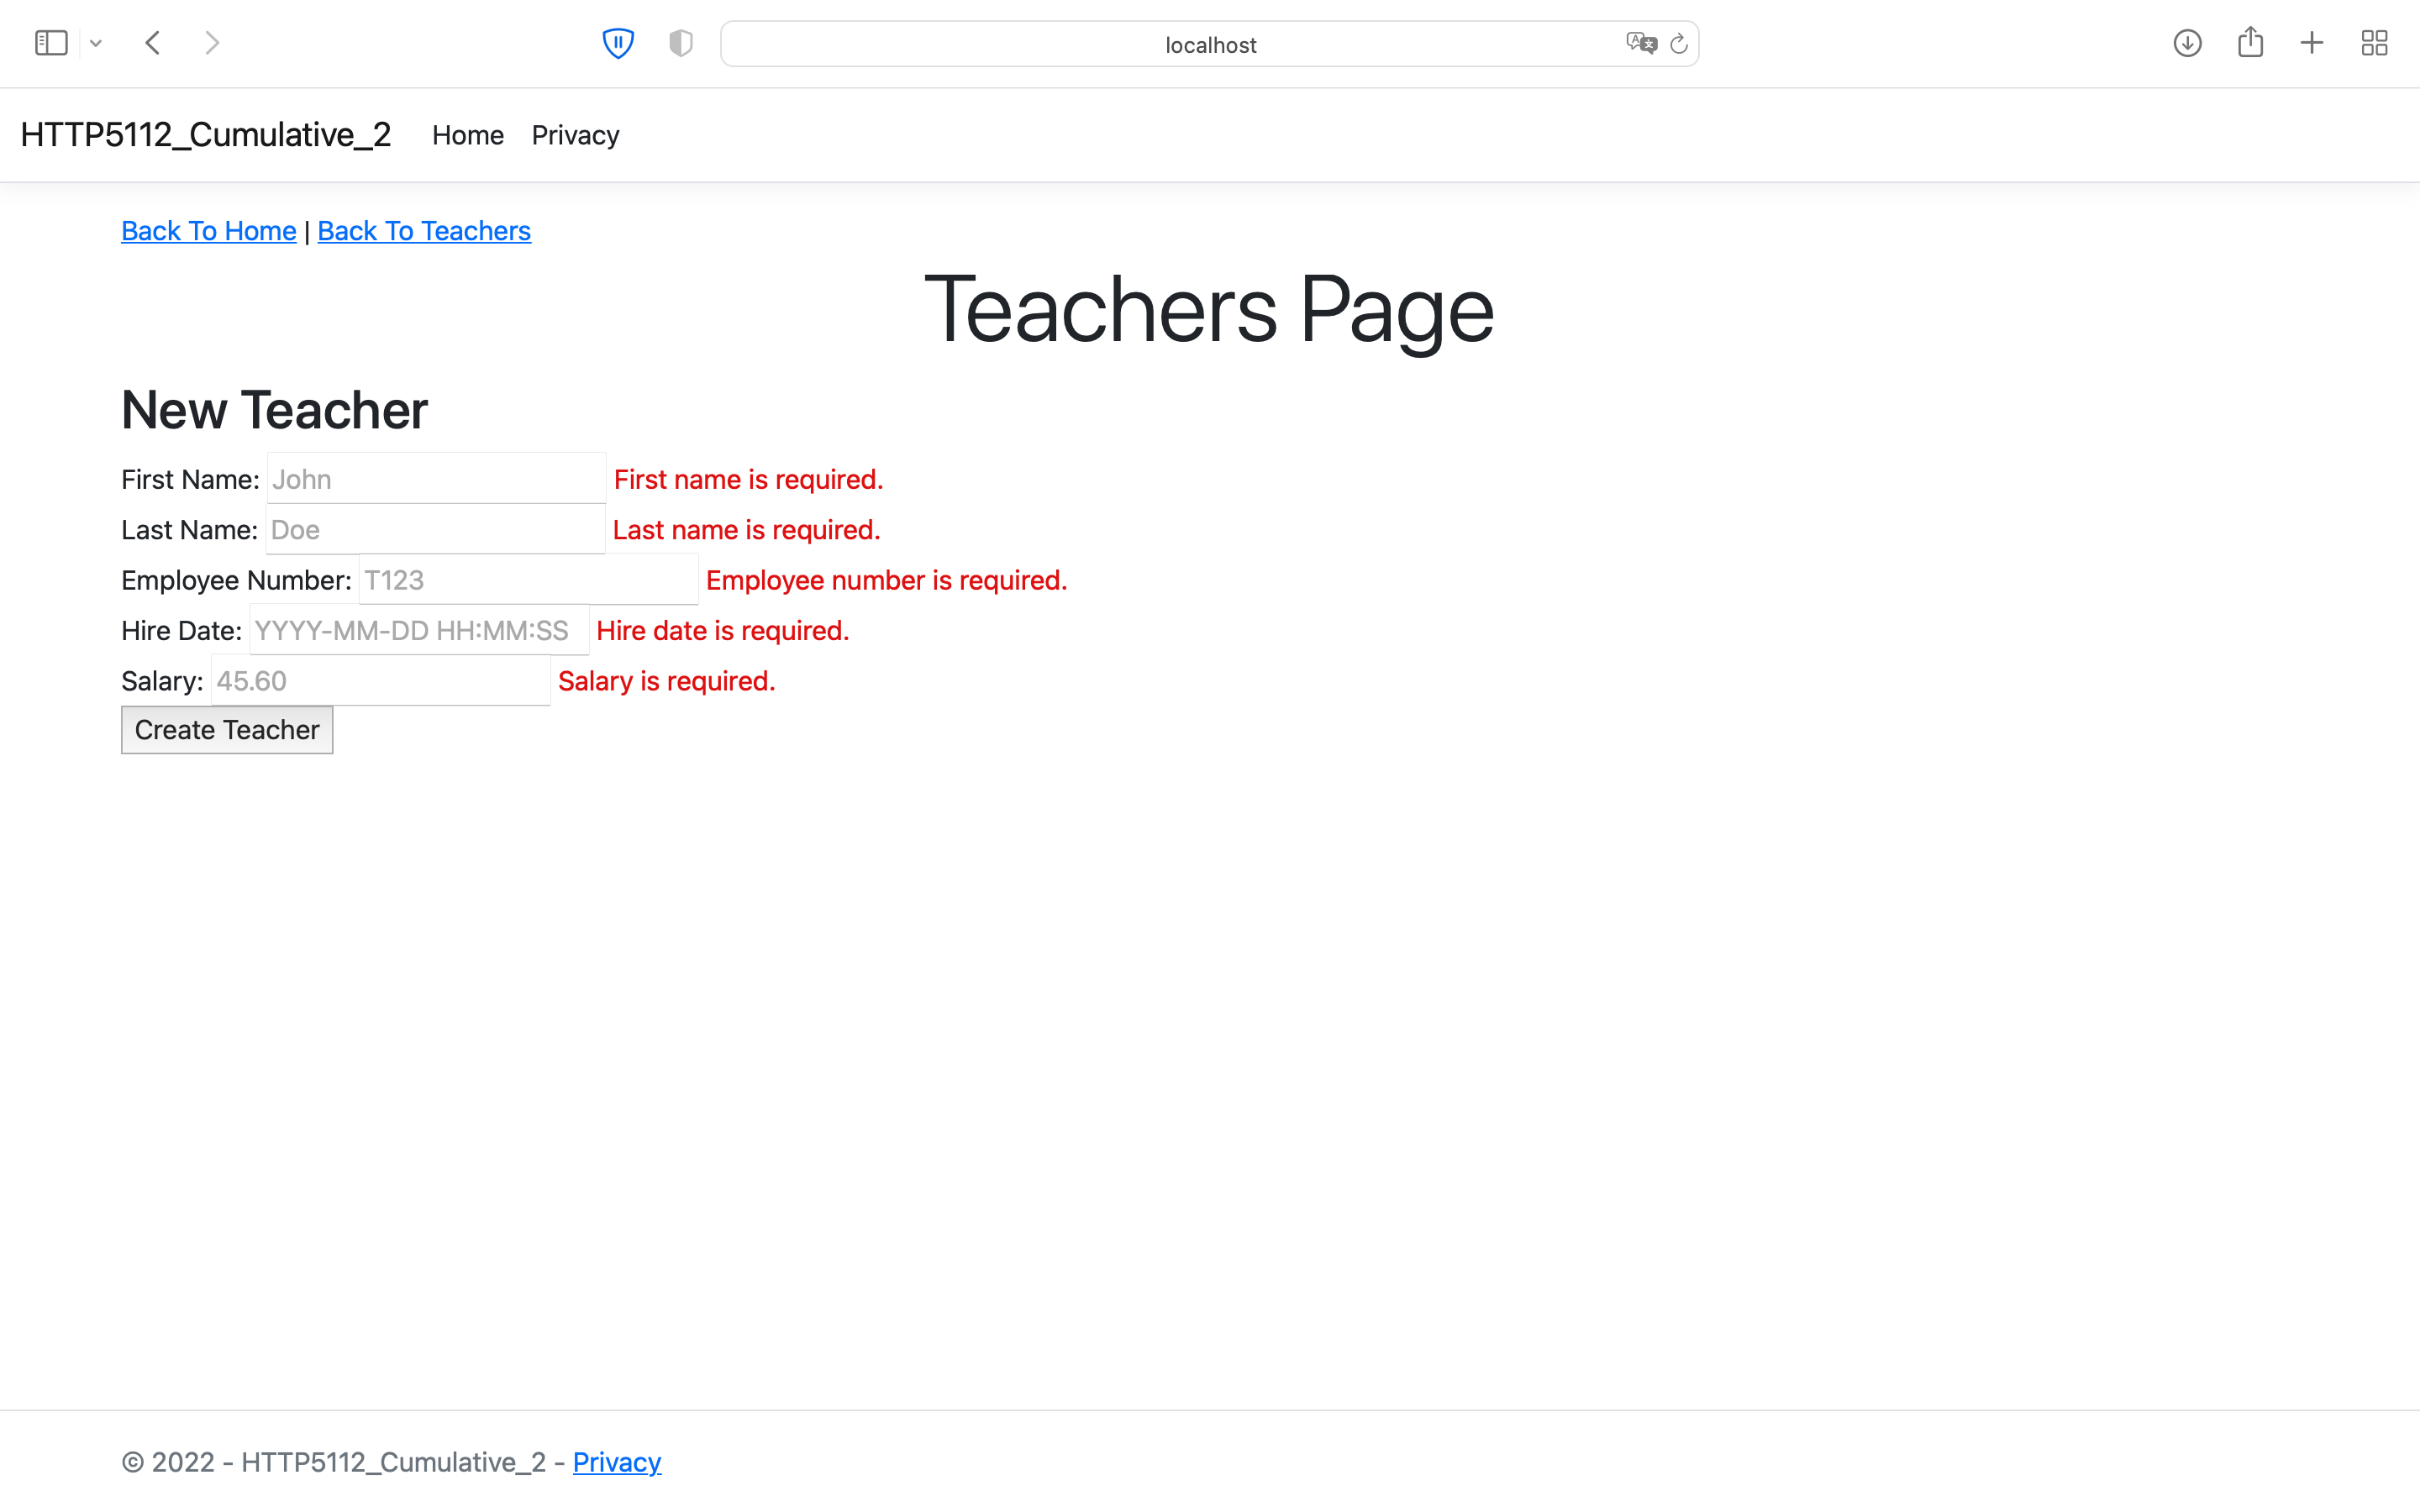 localhost
HTTP5112_Cumulative_2 Home Privacy
Back To Home | Back To Teachers
Teachers Page
New Teacher
First Name: John First name is required.
Last Name: Doe Last name is required.
Employee Number: T123 Employee number is required.
Hire Date: YYYY-MM-DD HH:MM:SS Hire date is required.
Salary: 45.60 Salary is required.
Create Teacher
© 2022 - HTTP5112_Cumulative_2 - Privacy